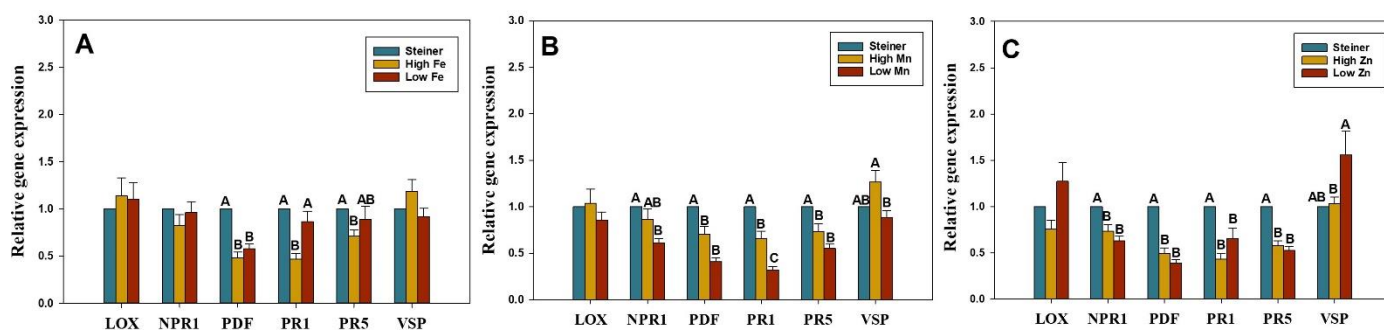 A
Steiner
High Fe
Low Fe
Relative gene expression
3.0
2.5
2.0
1.5
1.0
0.5
0.0
A
B
B
A
B
A
A
B
AB
LOX
NPR1
PDF
PR1
PR5
VSP
B
Steiner
High Mn
Low Mn
Relative gene expression
3.0
2.5
2.0
1.5
1.0
0.5
0.0
A
AB
B
A
B
B
A
B
C
A
B
B
AB
A
B
LOX
NPR1
PDF
PR1
PR5
VSP
C
Steiner
High Zn
Low Zn
Relative gene expression
3.0
2.5
2.0
1.5
1.0
0.5
0.0
A
B
B
A
B
B
A
B
B
A
B
B
AB
B
A
LOX
NPR1
PDF
PR1
PR5
VSP